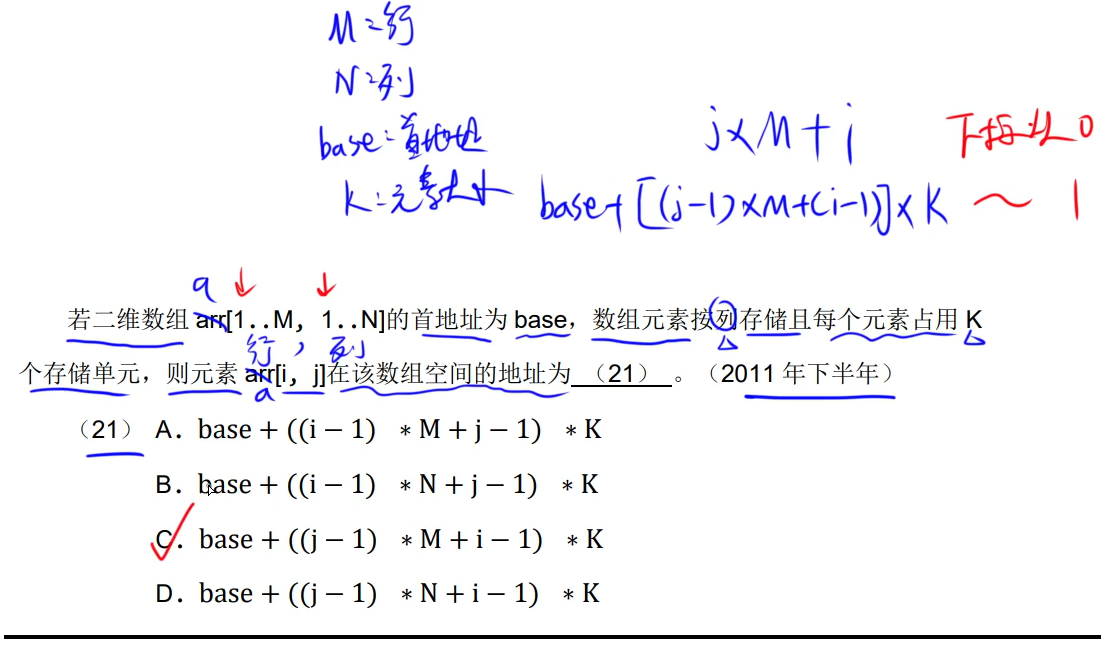 M=行
N=列
base=首地址
K=元素大小
j×M+i 下标从0
base+[(j-1)×M+(i-1)]×K ~ 1
a
若二维数组 arr[1..M, 1..N]的首地址为 base，数组元素按列存储且每个元素占用 K
行，列
个存储单元，则元素 arr[i, j]在该数组空间的地址为 （21） 。（2011 年下半年）
a
（21） A．base + ((i − 1) ∗ M + j − 1) ∗ K
B．base + ((i − 1) ∗ N + j − 1) ∗ K
C．base + ((j − 1) ∗ M + i − 1) ∗ K
D．base + ((j − 1) ∗ N + i − 1) ∗ K